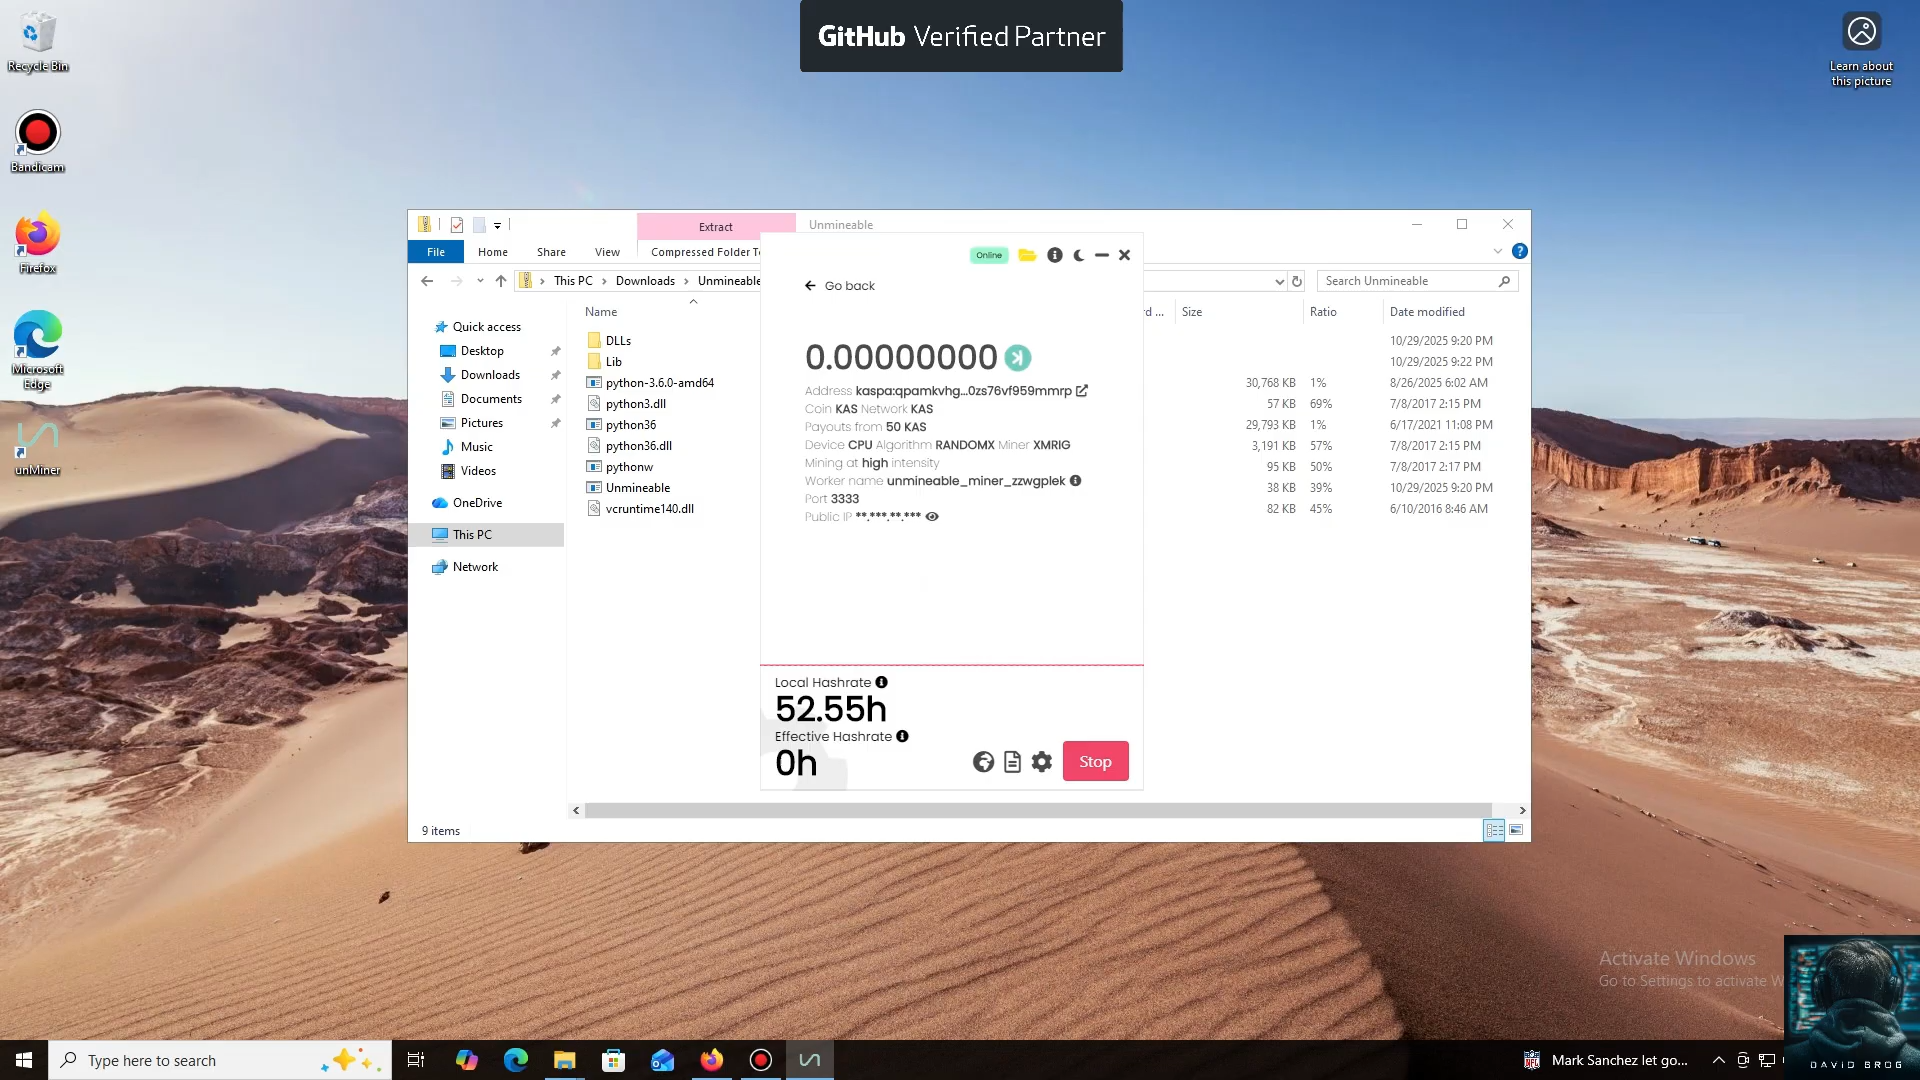 GitHub Verified Partner
Recycle Bin
Learn about
this picture
Bandicam
Firefox
Microsoft
Edge
unMiner
Extract
Unmineable
File
Home
Share
View
Compressed Folder To
This PC
Downloads
Unmineable
Search Unmineable
Online
Go back
Name
Size
Ratio
Date modified
Quick access
Desktop
Downloads
Documents
Pictures
Music
Videos
OneDrive
This PC
Network
DLLs 10/29/2025 9:20 PM
Lib 10/29/2025 9:22 PM
python-3.6.0-amd64 30,768 KB 1% 8/26/2025 6:02 AM
python3.dll 57 KB 69% 7/8/2017 2:15 PM
python36 29,793 KB 1% 6/17/2021 11:08 PM
python36.dll 3,191 KB 57% 7/8/2017 2:15 PM
pythonw 95 KB 50% 7/8/2017 2:17 PM
Unmineable 38 KB 39% 10/29/2025 9:20 PM
vcruntime140.dll 82 KB 45% 6/10/2016 8:46 AM
0.00000000
Address kaspa:qpamkvhg...0zs76vf959mmrp
Coin KAS Network KAS
Payouts from 50 KAS
Device CPU Algorithm RANDOMX Miner XMRIG
Mining at high intensity
Worker name unmineable_miner_zzwgplek
Port 3333
Public IP **.***.**.***
Local Hashrate
52.55h
Effective Hashrate
0h
Stop
9 items
Activate Windows
Go to Settings to activate W
DAVID BROG
Type here to search
Mark Sanchez let go...